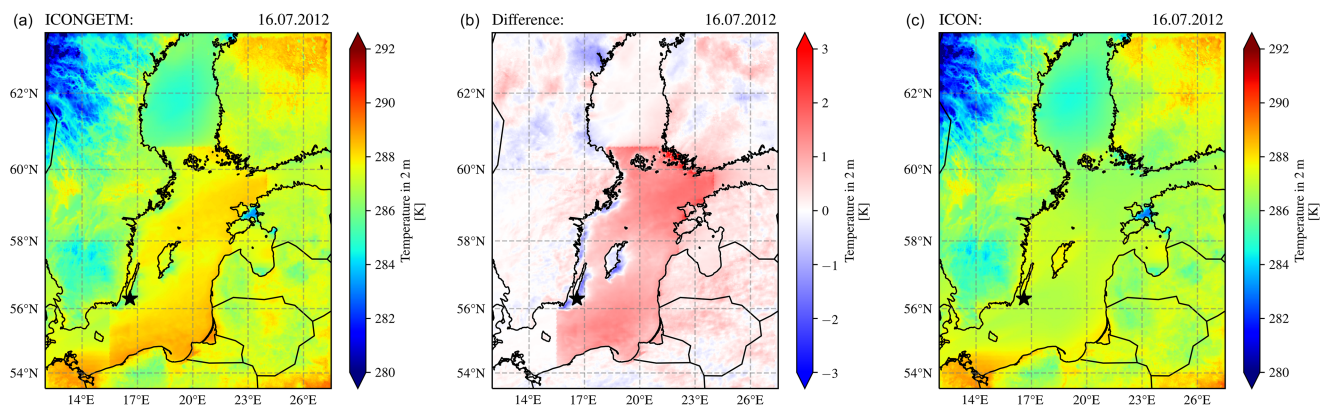 (a) ICONGETM: 16.07.2012
62°N
60°N
58°N
56°N
54°N
14°E 17°E 20°E 23°E 26°E
292
290
288
286
284
282
280
Temperature in 2 m
[K]
(b) Difference: 16.07.2012
62°N
60°N
58°N
56°N
54°N
14°E 17°E 20°E 23°E 26°E
3
2
1
0
−1
−2
−3
Temperature in 2 m
[K]
(c) ICON: 16.07.2012
62°N
60°N
58°N
56°N
54°N
14°E 17°E 20°E 23°E 26°E
292
290
288
286
284
282
280
Temperature in 2 m
[K]